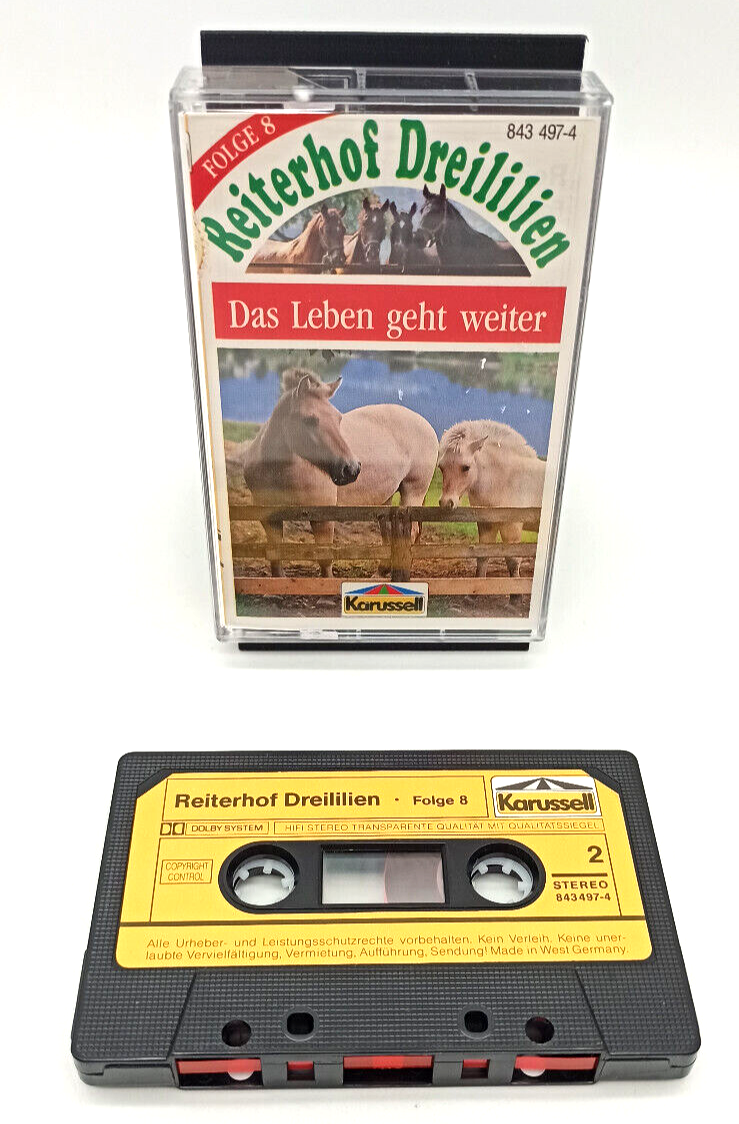 FOLGE 8
843 497-4
Reiterhof Dreililien
Das Leben geht weiter
Karussell
Reiterhof Dreililien · Folge 8
Karussell
DOLBY SYSTEM
HIFI STEREO TRANSPARENTE QUALITÄT MIT QUALITÄTSSIEGEL
COPYRIGHT
CONTROL
2
STEREO
843497-4
Alle Urheber- und Leistungsschutzrechte vorbehalten. Kein Verleih. Keine uner-
laubte Vervielfältigung, Vermietung, Aufführung, Sendung! Made in West Germany.